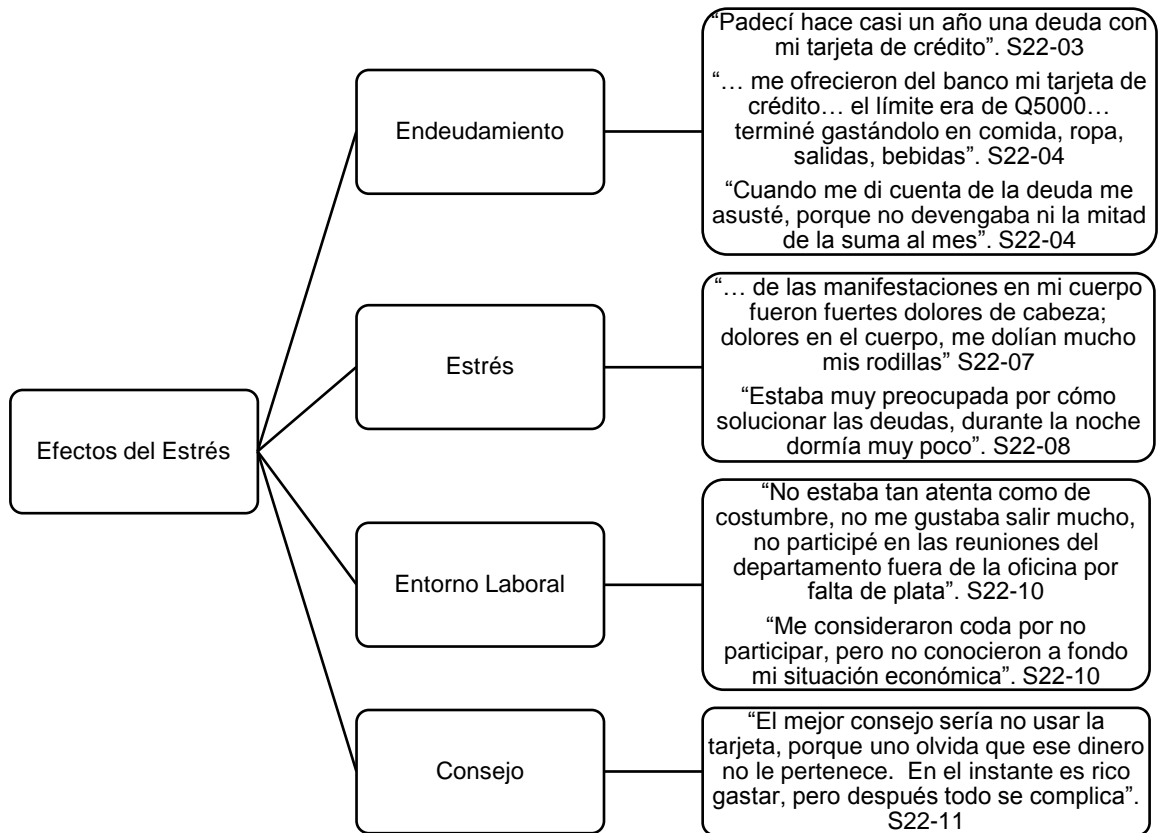 Efectos del Estrés
Endeudamiento
“Padecí hace casi un año una deuda con
mi tarjeta de crédito”. S22-03
“… me ofrecieron del banco mi tarjeta de
crédito… el límite era de Q5000…
terminé gastándolo en comida, ropa,
salidas, bebidas”. S22-04
“Cuando me di cuenta de la deuda me
asusté, porque no devengaba ni la mitad
de la suma al mes”. S22-04
Estrés
“… de las manifestaciones en mi cuerpo
fueron fuertes dolores de cabeza;
dolores en el cuerpo, me dolían mucho
mis rodillas” S22-07
“Estaba muy preocupada por cómo
solucionar las deudas, durante la noche
dormía muy poco”. S22-08
Entorno Laboral
“No estaba tan atenta como de
costumbre, no me gustaba salir mucho,
no participé en las reuniones del
departamento fuera de la oficina por
falta de plata”. S22-10
“Me consideraron coda por no
participar, pero no conocieron a fondo
mi situación económica”. S22-10
Consejo
“El mejor consejo sería no usar la
tarjeta, porque uno olvida que ese dinero
no le pertenece.  En el instante es rico
gastar, pero después todo se complica”.
S22-11